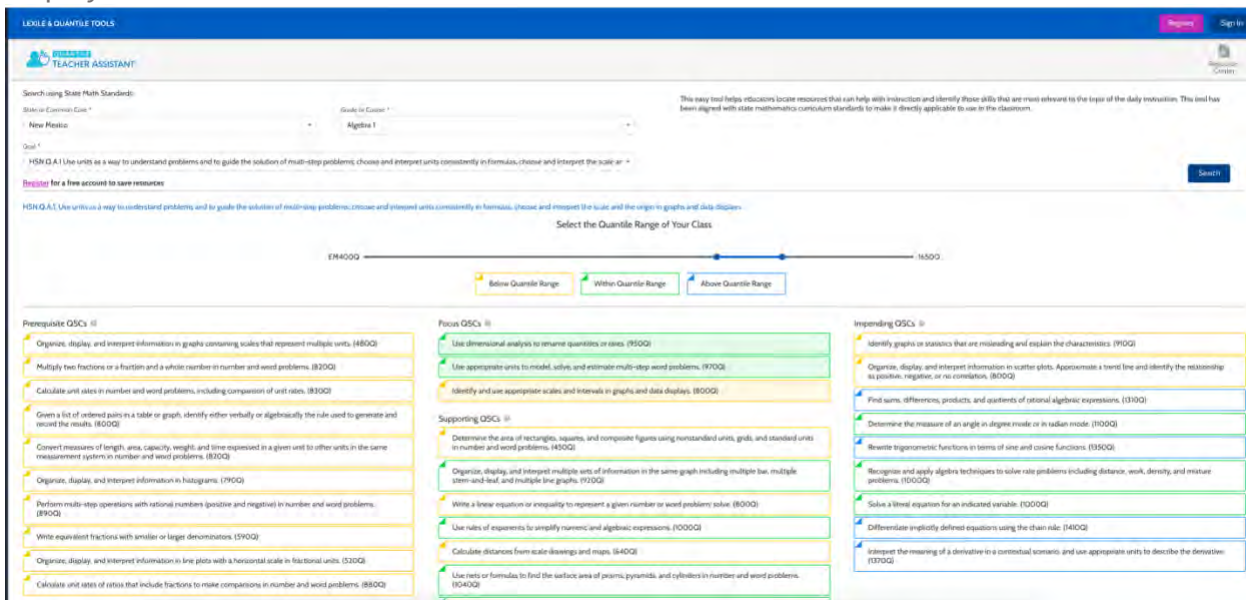 LEXILE & QUANTILE TOOLS
Register
Sign In
TEACHER ASSISTANT
Resource
Center
Search using State Math Standards:
State or Common Core *
Grade or Course *
New Mexico
Algebra 1
Goal *
HSN.Q.A.1 Use units as a way to understand problems and to guide the solution of multi-step problems; choose and interpret units consistently in formulas; choose and interpret the scale ar
This easy tool helps educators locate resources that can help with instruction and identify those skills that are most relevant to the topic of the daily instruction. This tool has
been aligned with state mathematics curriculum standards to make it directly applicable to use in the classroom.
Search
Register for a free account to save resources
HSN.Q.A.1. Use units as a way to understand problems and to guide the solution of multi-step problems; choose and interpret units consistently in formulas; choose and interpret the scale and the origin in graphs and data displays.
Select the Quantile Range of Your Class
EM400Q
1650Q
Below Quantile Range
Within Quantile Range
Above Quantile Range
Prerequisite QSCs
Organize, display, and interpret information in graphs containing scales that represent multiple units. (480Q)
Multiply two fractions or a fraction and a whole number in number and word problems. (820Q)
Calculate unit rates in number and word problems, including comparison of unit rates. (830Q)
Given a list of ordered pairs in a table or graph, identify either verbally or algebraically the rule used to generate and
record the results. (800Q)
Convert measures of length, area, capacity, weight, and time expressed in a given unit to other units in the same
measurement system in number and word problems. (820Q)
Organize, display, and interpret information in histograms. (790Q)
Perform multi-step operations with rational numbers (positive and negative) in number and word problems.
(890Q)
Write equivalent fractions with smaller or larger denominators. (590Q)
Organize, display, and interpret information in line plots with a horizontal scale in fractional units. (520Q)
Calculate unit rates of ratios that include fractions to make comparisons in number and word problems. (880Q)
Focus QSCs
Use dimensional analysis to rename quantities or rates. (950Q)
Use appropriate units to model, solve, and estimate multi-step word problems. (970Q)
Identify and use appropriate scales and intervals in graphs and data displays. (800Q)
Supporting QSCs
Determine the area of rectangles, squares, and composite figures using nonstandard units, grids, and standard units
in number and word problems. (450Q)
Organize, display, and interpret multiple sets of information in the same graph including multiple bar, multiple
stem-and-leaf, and multiple line graphs. (920Q)
Write a linear equation or inequality to represent a given number or word problem; solve. (800Q)
Use rules of exponents to simplify numeric and algebraic expressions. (1000Q)
Calculate distances from scale drawings and maps. (640Q)
Use nets or formulas to find the surface area of prisms, pyramids, and cylinders in number and word problems.
(1040Q)
Impending QSCs
Identify graphs or statistics that are misleading and explain the characteristics. (910Q)
Organize, display, and interpret information in scatter plots. Approximate a trend line and identify the relationship
as positive, negative, or no correlation. (800Q)
Find sums, differences, products, and quotients of rational algebraic expressions. (1310Q)
Determine the measure of an angle in degree mode or in radian mode. (1100Q)
Rewrite trigonometric functions in terms of sine and cosine functions. (1350Q)
Recognize and apply algebra techniques to solve rate problems including distance, work, density, and mixture
problems. (1000Q)
Solve a literal equation for an indicated variable. (1000Q)
Differentiate implicitly defined equations using the chain rule. (1410Q)
Interpret the meaning of a derivative in a contextual scenario, and use appropriate units to describe the derivative.
(1370Q)